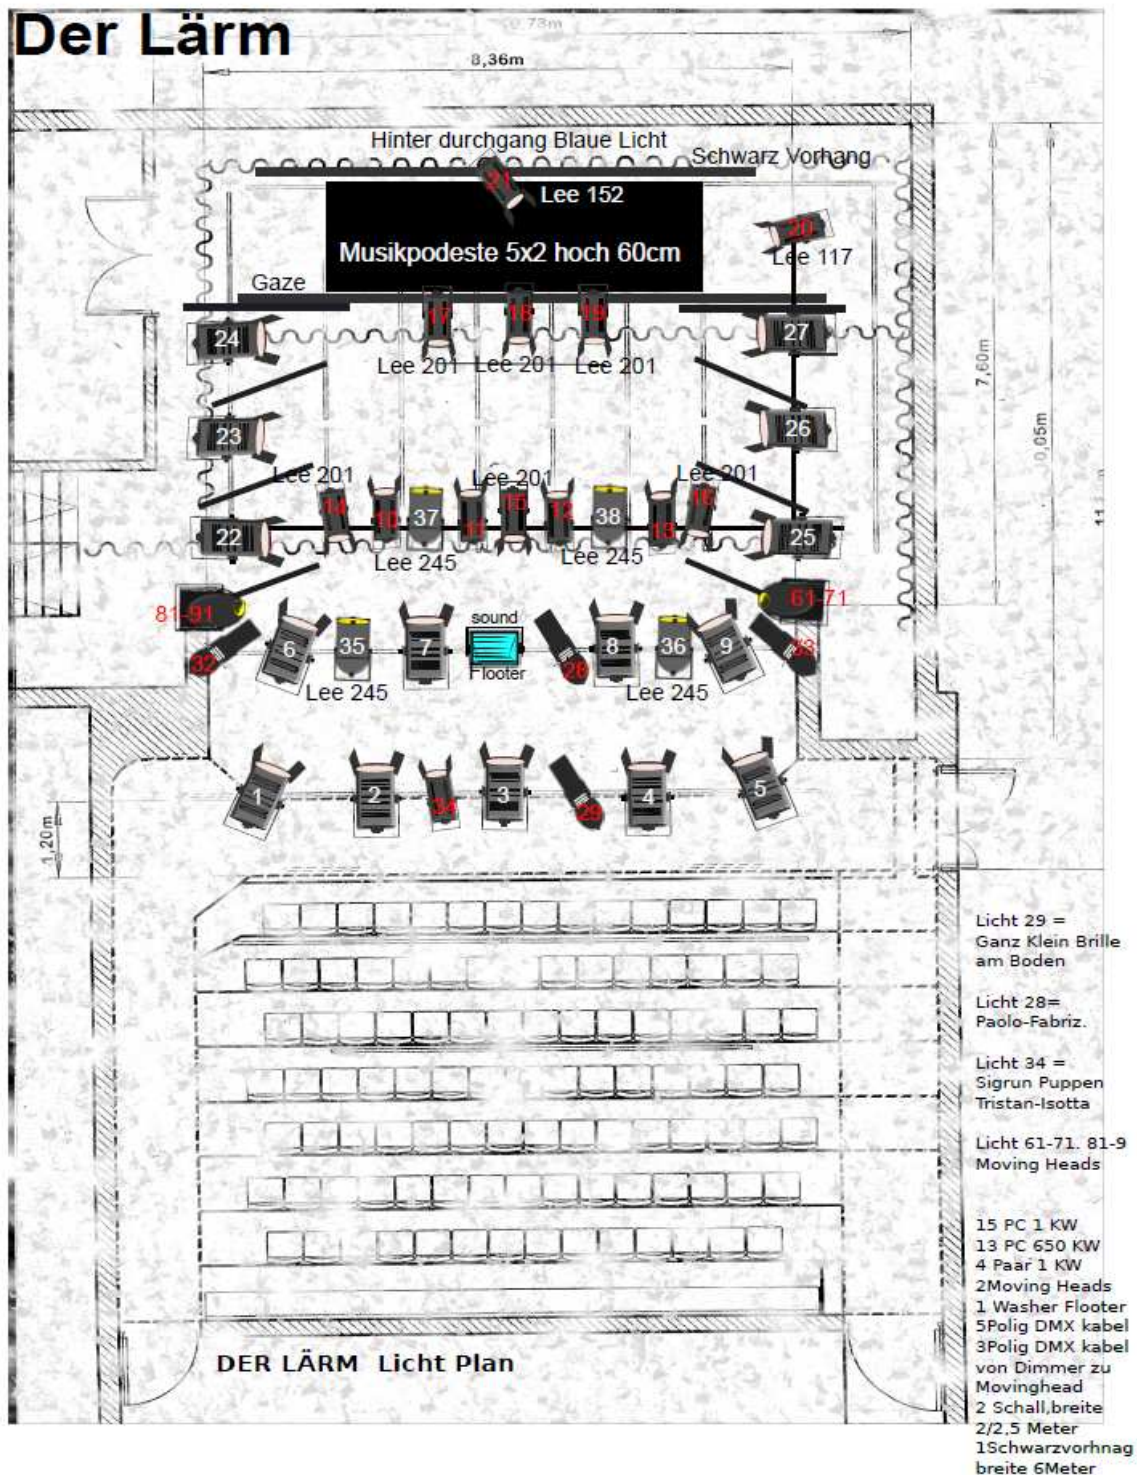 Der Lärm
0,73m
8,36m
Hinter durchgang Blaue Licht
Schwarz Vorhang
21
Lee 152
20
Musikpodeste 5x2 hoch 60cm
Lee 117
Gaze
17
18
19
24
27
Lee 201
Lee 201
Lee 201
7,60m
23
26
0,05m
Lee 201
Lee 201
Lee 201
14
10
37
11
15
12
38
13
16
22
25
11
Lee 245
Lee 245
81-91
61-71
sound
32
6
35
7
Flooter
28
8
36
9
33
Lee 245
Lee 245
1
2
34
3
29
4
5
1,20m
Licht 29 =
Ganz Klein Brille
am Boden
Licht 28=
Paolo-Fabriz.
Licht 34 =
Sigrun Puppen
Tristan-Isotta
Licht 61-71. 81-9
Moving Heads
15 PC 1 KW
13 PC 650 KW
4 Paar 1 KW
2Moving Heads
1 Washer Flooter
5Polig DMX kabel
3Polig DMX kabel
von Dimmer zu
Movinghead
2 Schall,breite
2/2,5 Meter
1Schwarzvorhnag
breite 6Meter
DER LÄRM Licht Plan